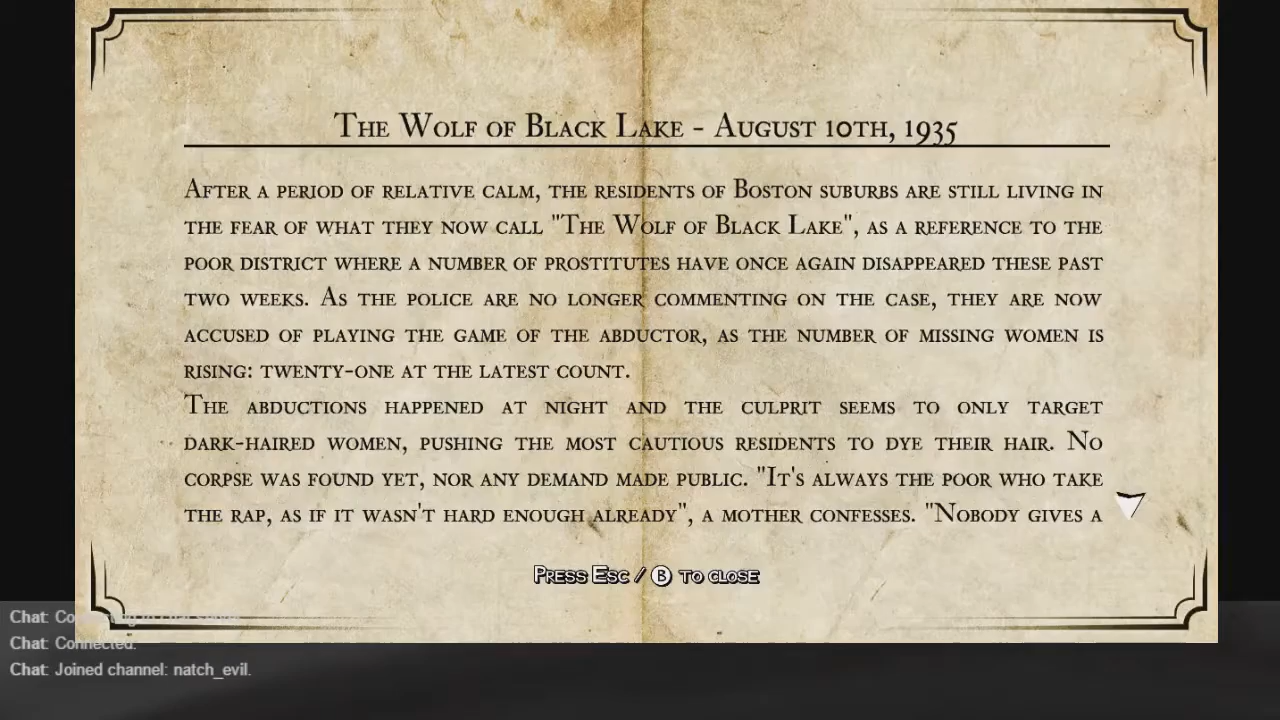 The Wolf of Black Lake - August 10th, 1935
After a period of relative calm, the residents of Boston suburbs are still living in
the fear of what they now call "The Wolf of Black Lake", as a reference to the
poor district where a number of prostitutes have once again disappeared these past
two weeks. As the police are no longer commenting on the case, they are now
accused of playing the game of the abductor, as the number of missing women is
rising: twenty-one at the latest count.
The abductions happened at night and the culprit seems to only target
dark-haired women, pushing the most cautious residents to dye their hair. No
corpse was found yet, nor any demand made public. "It's always the poor who take
the rap, as if it wasn't hard enough already", a mother confesses. "Nobody gives a
Press Esc / B to close
Chat: Connecting to chat server
Chat: Connected.
Chat: Joined channel: natch_evil.